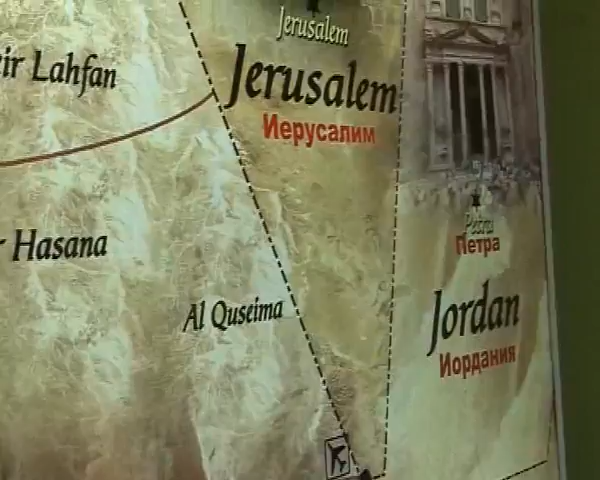 Jerusalem
Jerusalem
Иерусалим
ir Lahfan
Petra
Петра
r Hasana
Al Quseima
Jordan
Иордания